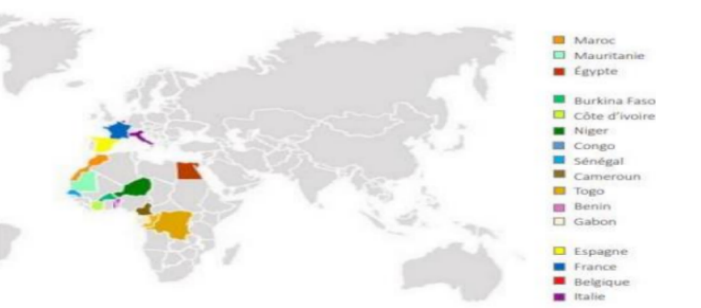 Maroc
Mauritanie
Égypte
Burkina Faso
Côte d'ivoire
Niger
Congo
Sénégal
Cameroun
Togo
Benin
Gabon
Espagne
France
Belgique
Italie